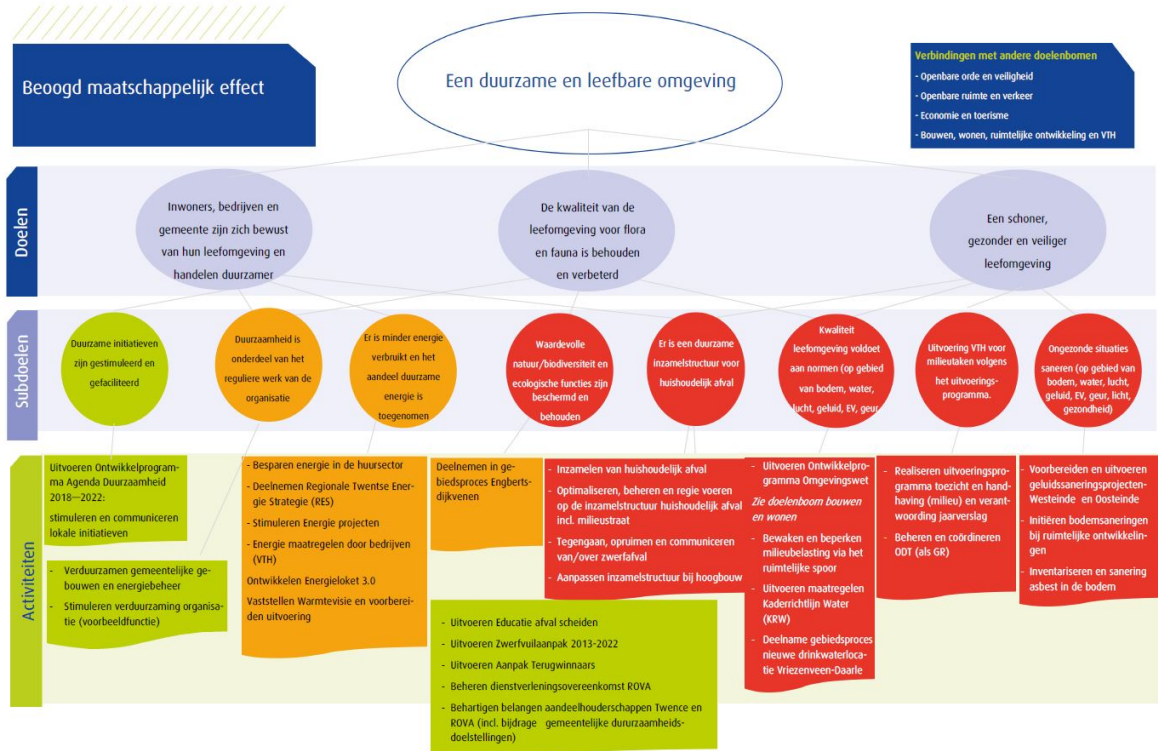 Beoogd maatschappelijk effect
Een duurzame en leefbare omgeving
Verbindingen met andere doelenbomen
- Openbare orde en veiligheid
- Openbare ruimte en verkeer
- Economie en toerisme
- Bouwen, wonen, ruimtelijke ontwikkeling en VTH
Doelen
Inwoners, bedrijven en
gemeente zijn zich bewust
van hun leefomgeving en
handelen duurzamer
De kwaliteit van de
leefomgeving voor flora
en fauna is behouden
en verbeterd
Een schoner,
gezonder en veiliger
leefomgeving
Subdoelen
Duurzame initiatieven
zijn gestimuleerd en
gefaciliteerd
Duurzaamheid is
onderdeel van het
reguliere werk van de
organisatie
Er is minder energie
verbruikt en het
aandeel duurzame
energie is
toegenomen
Waardevolle
natuur/biodiversiteit en
ecologische functies zijn
beschermd en
behouden
Er is een duurzame
inzamelstructuur voor
huishoudelijk afval
Kwaliteit
leefomgeving voldoet
aan normen (op gebied
van bodem, water,
lucht, geluid, EV, geur
Uitvoering VTH voor
milieutaken volgens
het uitvoerings-
programma.
Ongezonde situaties
saneren (op gebied van
bodem, water, lucht,
geluid, EV, geur, licht,
gezondheid)
Activiteiten
Uitvoeren Ontwikkelprogram-
ma Agenda Duurzaamheid
2018—2022:
stimuleren en communiceren
lokale initiatieven
- Verduurzamen gemeentelijke ge-
bouwen en energiebeheer
- Stimuleren verduurzaming organisa-
tie (voorbeeldfunctie)
- Besparen energie in de huursector
- Deelnemen Regionale Twentse Ener-
gie Strategie (RES)
- Stimuleren Energie projecten
- Energie maatregelen door bedrijven
(VTH)
Ontwikkelen Energieloket 3.0
Vaststellen Warmtevisie en voorberei-
den uitvoering
Deelnemen in ge-
biedsproces Engberts-
dijkvenen
- Inzamelen van huishoudelijk afval
- Optimaliseren, beheren en regie voeren
op de inzamelstructuur huishoudelijk afval
incl. milieustraat
- Tegengaan, opruimen en communiceren
van/over zwerfafval
- Aanpassen inzamelstructuur bij hoogbouw
- Uitvoeren Educatie afval scheiden
- Uitvoeren Zwerfvuilaanpak 2013-2022
- Uitvoeren Aanpak Terugwinnaars
- Beheren dienstverleningsovereenkomst ROVA
- Behartigen belangen aandeelhouderschappen Twence en
ROVA (incl. bijdrage gemeentelijke dururzaamheids-
doelstellingen)
- Uitvoeren Ontwikkelpro-
gramma Omgevingswet
Zie doelenboom bouwen
en wonen
- Bewaken en beperken
milieubelasting via het
ruimtelijke spoor
- Uitvoeren maatregelen
Kaderrichtlijn Water
(KRW)
- Deelname gebiedsproces
nieuwe drinkwaterloca-
tie Vriezenveen-Daarle
- Realiseren uitvoeringspro-
gramma toezicht en hand-
having (milieu) en verant-
woording jaarverslag
- Beheren en coördineren
ODT (als GR)
- Voorbereiden en uitvoeren
geluidssaneringsprojecten-
Westeinde en Oosteinde
- Initiëren bodemsaneringen
bij ruimtelijke ontwikkelin-
gen
- Inventariseren en sanering
asbest in de bodem